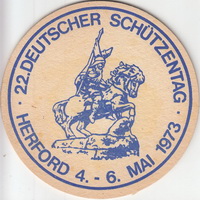 · 22. DEUTSCHER SCHÜTZENTAG ·
HERFORD 4. - 6. MAI 1973